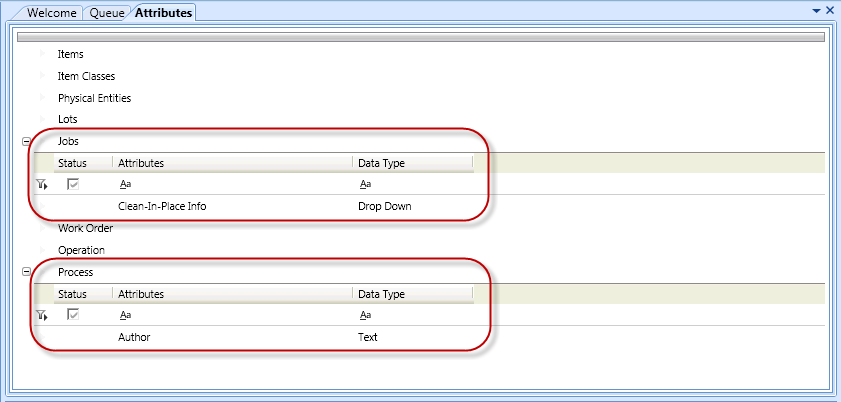 Welcome Queue Attributes
Items
Item Classes
Physical Entities
Lots
Jobs
Status Attributes Data Type
Aa Aa
Clean-In-Place Info Drop Down
Work Order
Operation
Process
Status Attributes Data Type
Aa Aa
Author Text